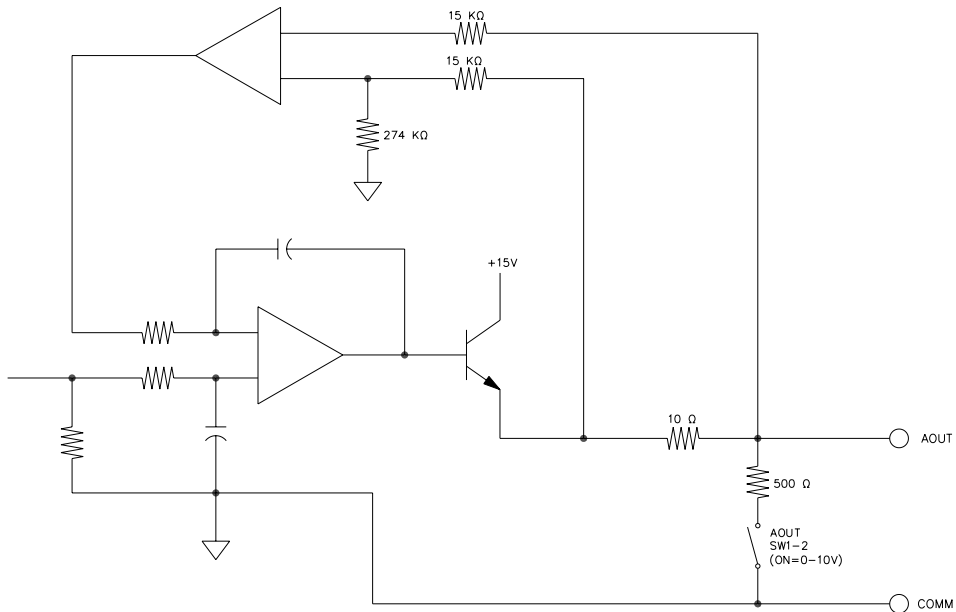 15 KΩ
15 KΩ
274 KΩ
+15V
10 Ω
AOUT
500 Ω
AOUT
SW1-2
(ON=0-10V)
COMM